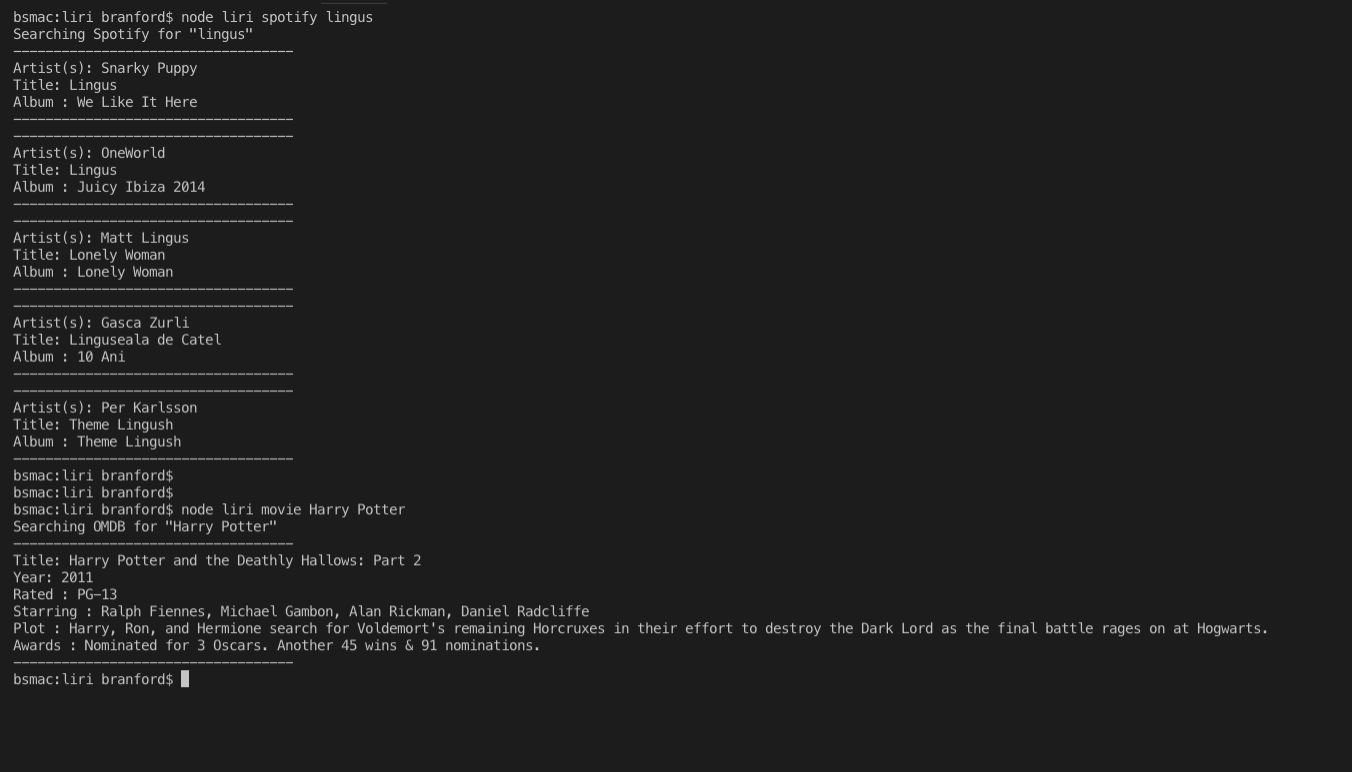 bsmac:liri branford$ node liri spotify lingus
Searching Spotify for "lingus"
-----------------------------------
Artist(s): Snarky Puppy
Title: Lingus
Album : We Like It Here
-----------------------------------
-----------------------------------
Artist(s): OneWorld
Title: Lingus
Album : Juicy Ibiza 2014
-----------------------------------
-----------------------------------
Artist(s): Matt Lingus
Title: Lonely Woman
Album : Lonely Woman
-----------------------------------
-----------------------------------
Artist(s): Gasca Zurli
Title: Linguseala de Catel
Album : 10 Ani
-----------------------------------
-----------------------------------
Artist(s): Per Karlsson
Title: Theme Lingush
Album : Theme Lingush
-----------------------------------
bsmac:liri branford$
bsmac:liri branford$
bsmac:liri branford$ node liri movie Harry Potter
Searching OMDB for "Harry Potter"
-----------------------------------
Title: Harry Potter and the Deathly Hallows: Part 2
Year: 2011
Rated : PG-13
Starring : Ralph Fiennes, Michael Gambon, Alan Rickman, Daniel Radcliffe
Plot : Harry, Ron, and Hermione search for Voldemort's remaining Horcruxes in their effort to destroy the Dark Lord as the final battle rages on at Hogwarts.
Awards : Nominated for 3 Oscars. Another 45 wins & 91 nominations.
-----------------------------------
bsmac:liri branford$